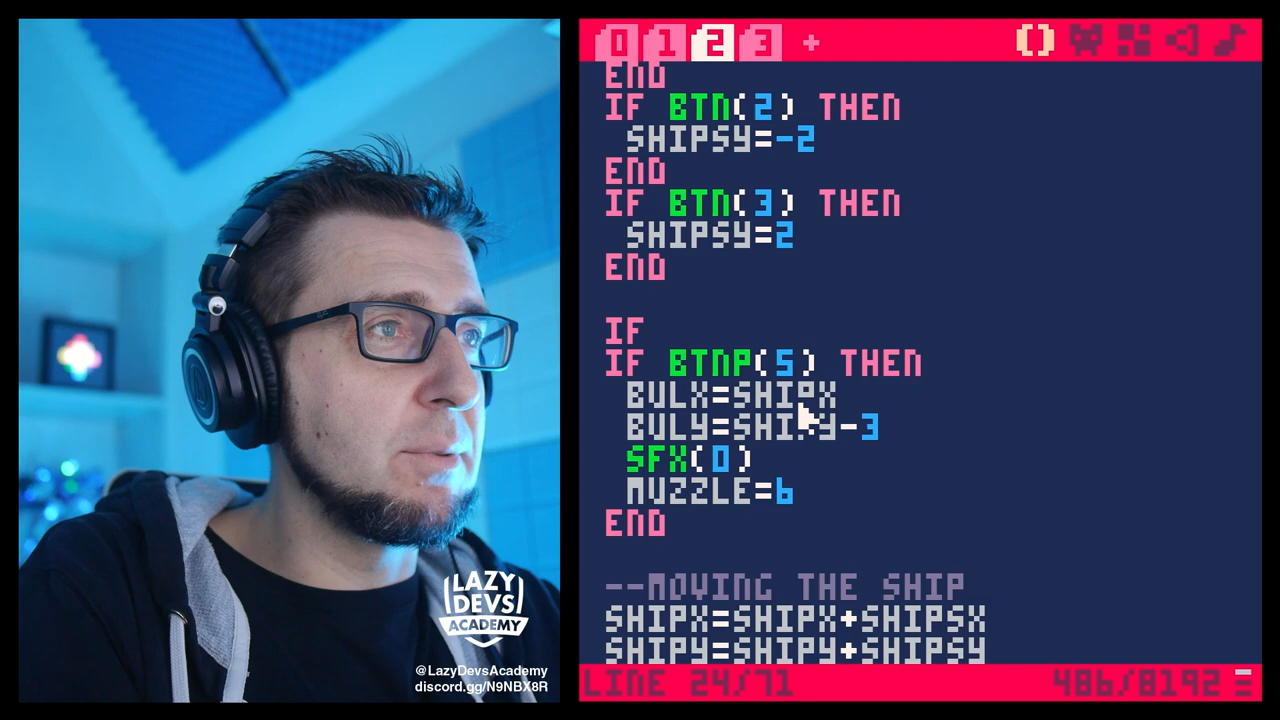 LAZY
DEVS
ACADEMY
@LazyDevsAcademy
discord.gg/N9NBX8R
0 1 2 3 +
END
IF BTN(2) THEN
SHIPSY=-2
END
IF BTN(3) THEN
SHIPSY=2
END
IF
IF BTNP(5) THEN
BULX=SHIPX
BULY=SHIPY-3
SFX(0)
MUZZLE=6
END
--MOVING THE SHIP
SHIPX=SHIPX+SHIPSX
SHIPY=SHIPY+SHIPSY
LINE 24/71
486/8192